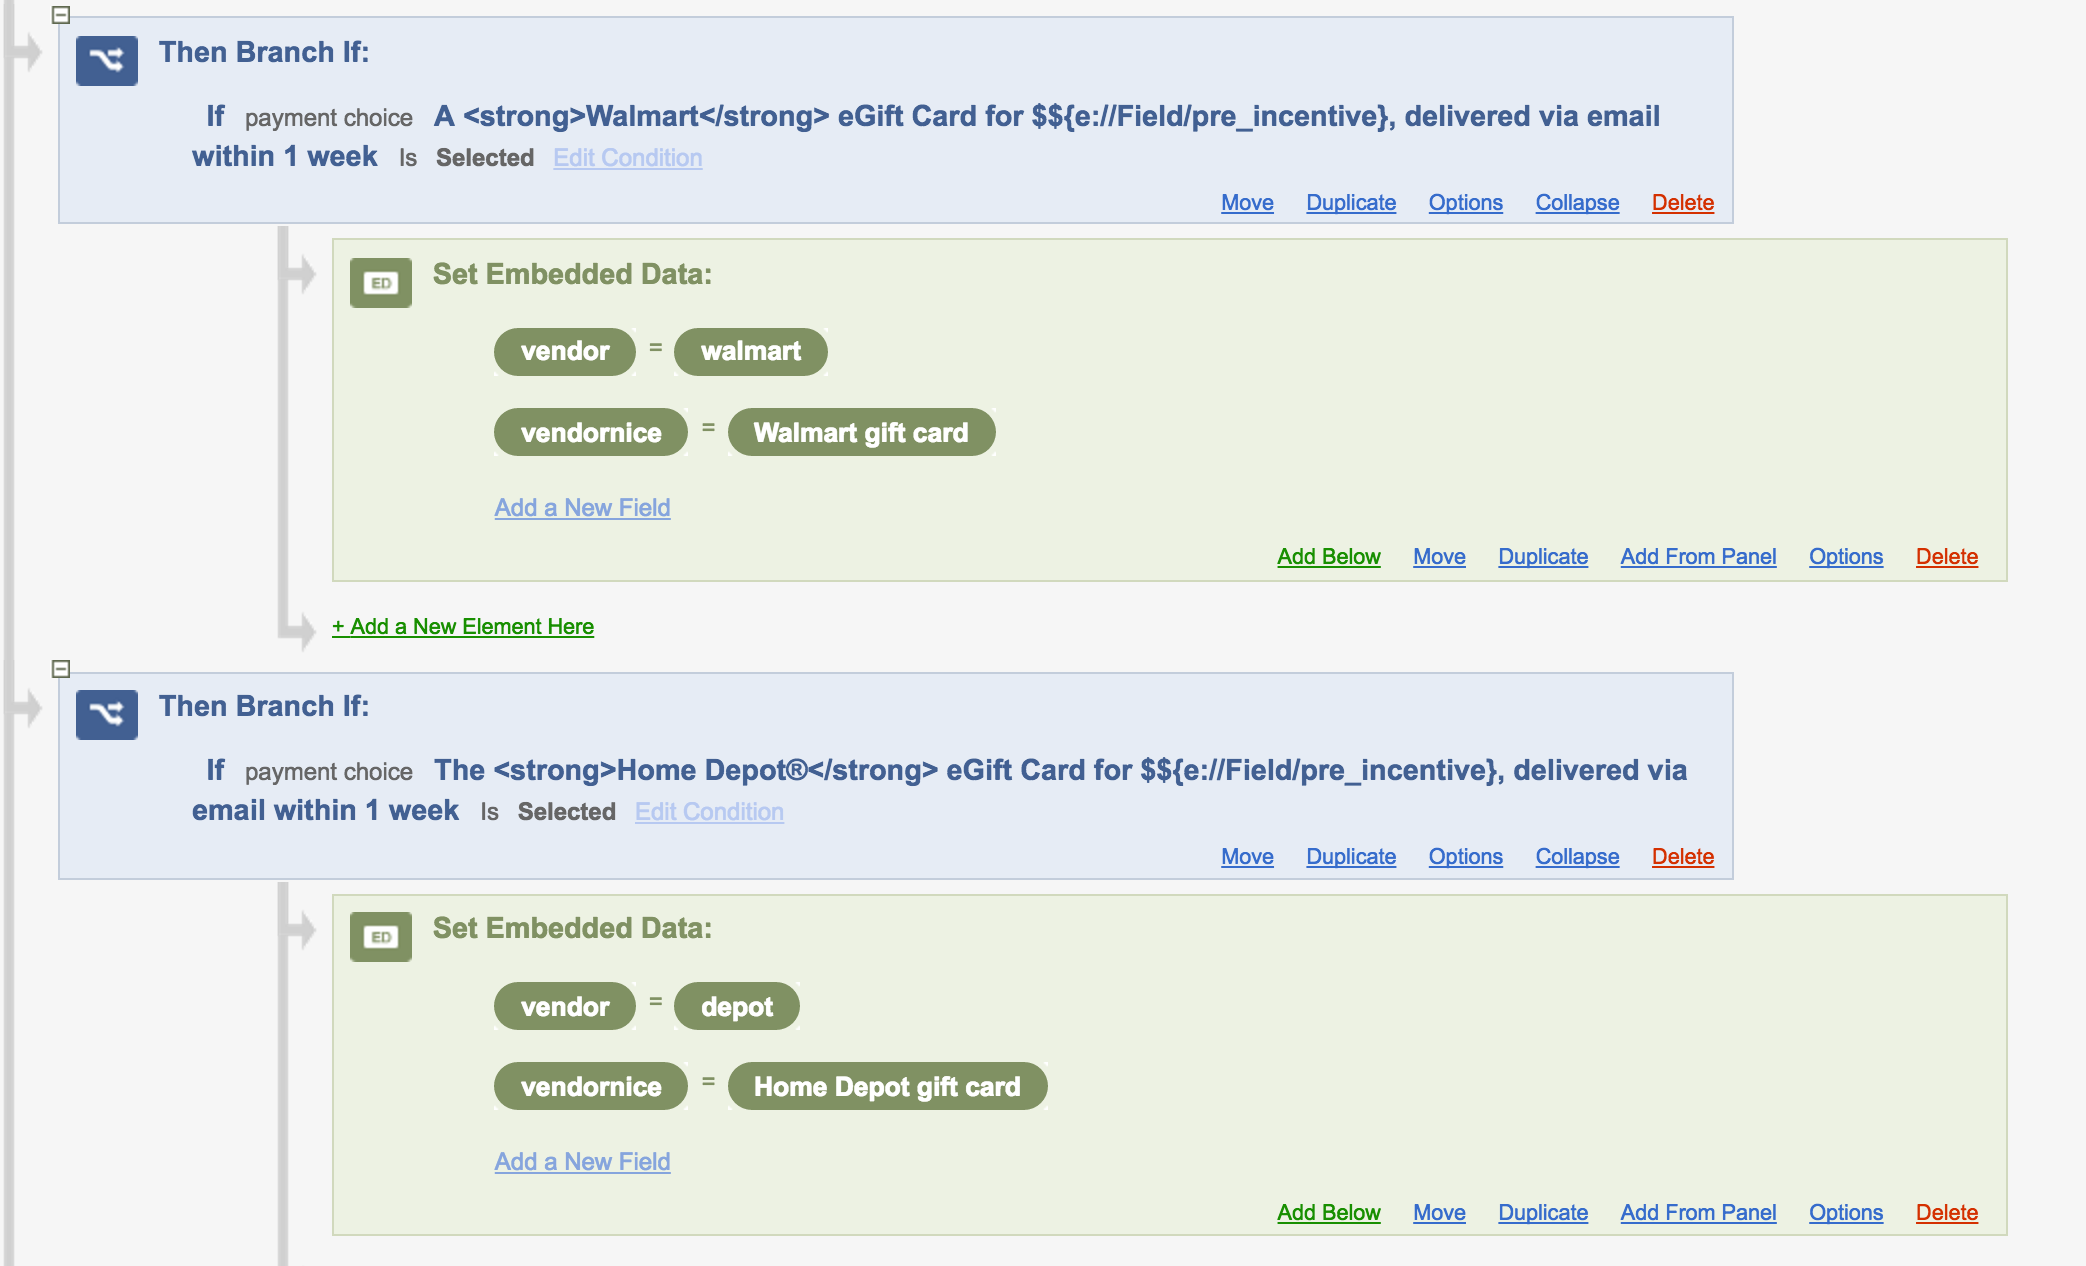 Then Branch If:
If payment choice A <strong>Walmart</strong> eGift Card for $${e://Field/pre_incentive}, delivered via email
within 1 week Is Selected Edit Condition
Move Duplicate Options Collapse Delete
ED Set Embedded Data:
vendor = walmart
vendornice = Walmart gift card
Add a New Field
Add Below Move Duplicate Add From Panel Options Delete
+ Add a New Element Here
Then Branch If:
If payment choice The <strong>Home Depot®</strong> eGift Card for $${e://Field/pre_incentive}, delivered via
email within 1 week Is Selected Edit Condition
Move Duplicate Options Collapse Delete
ED Set Embedded Data:
vendor = depot
vendornice = Home Depot gift card
Add a New Field
Add Below Move Duplicate Add From Panel Options Delete